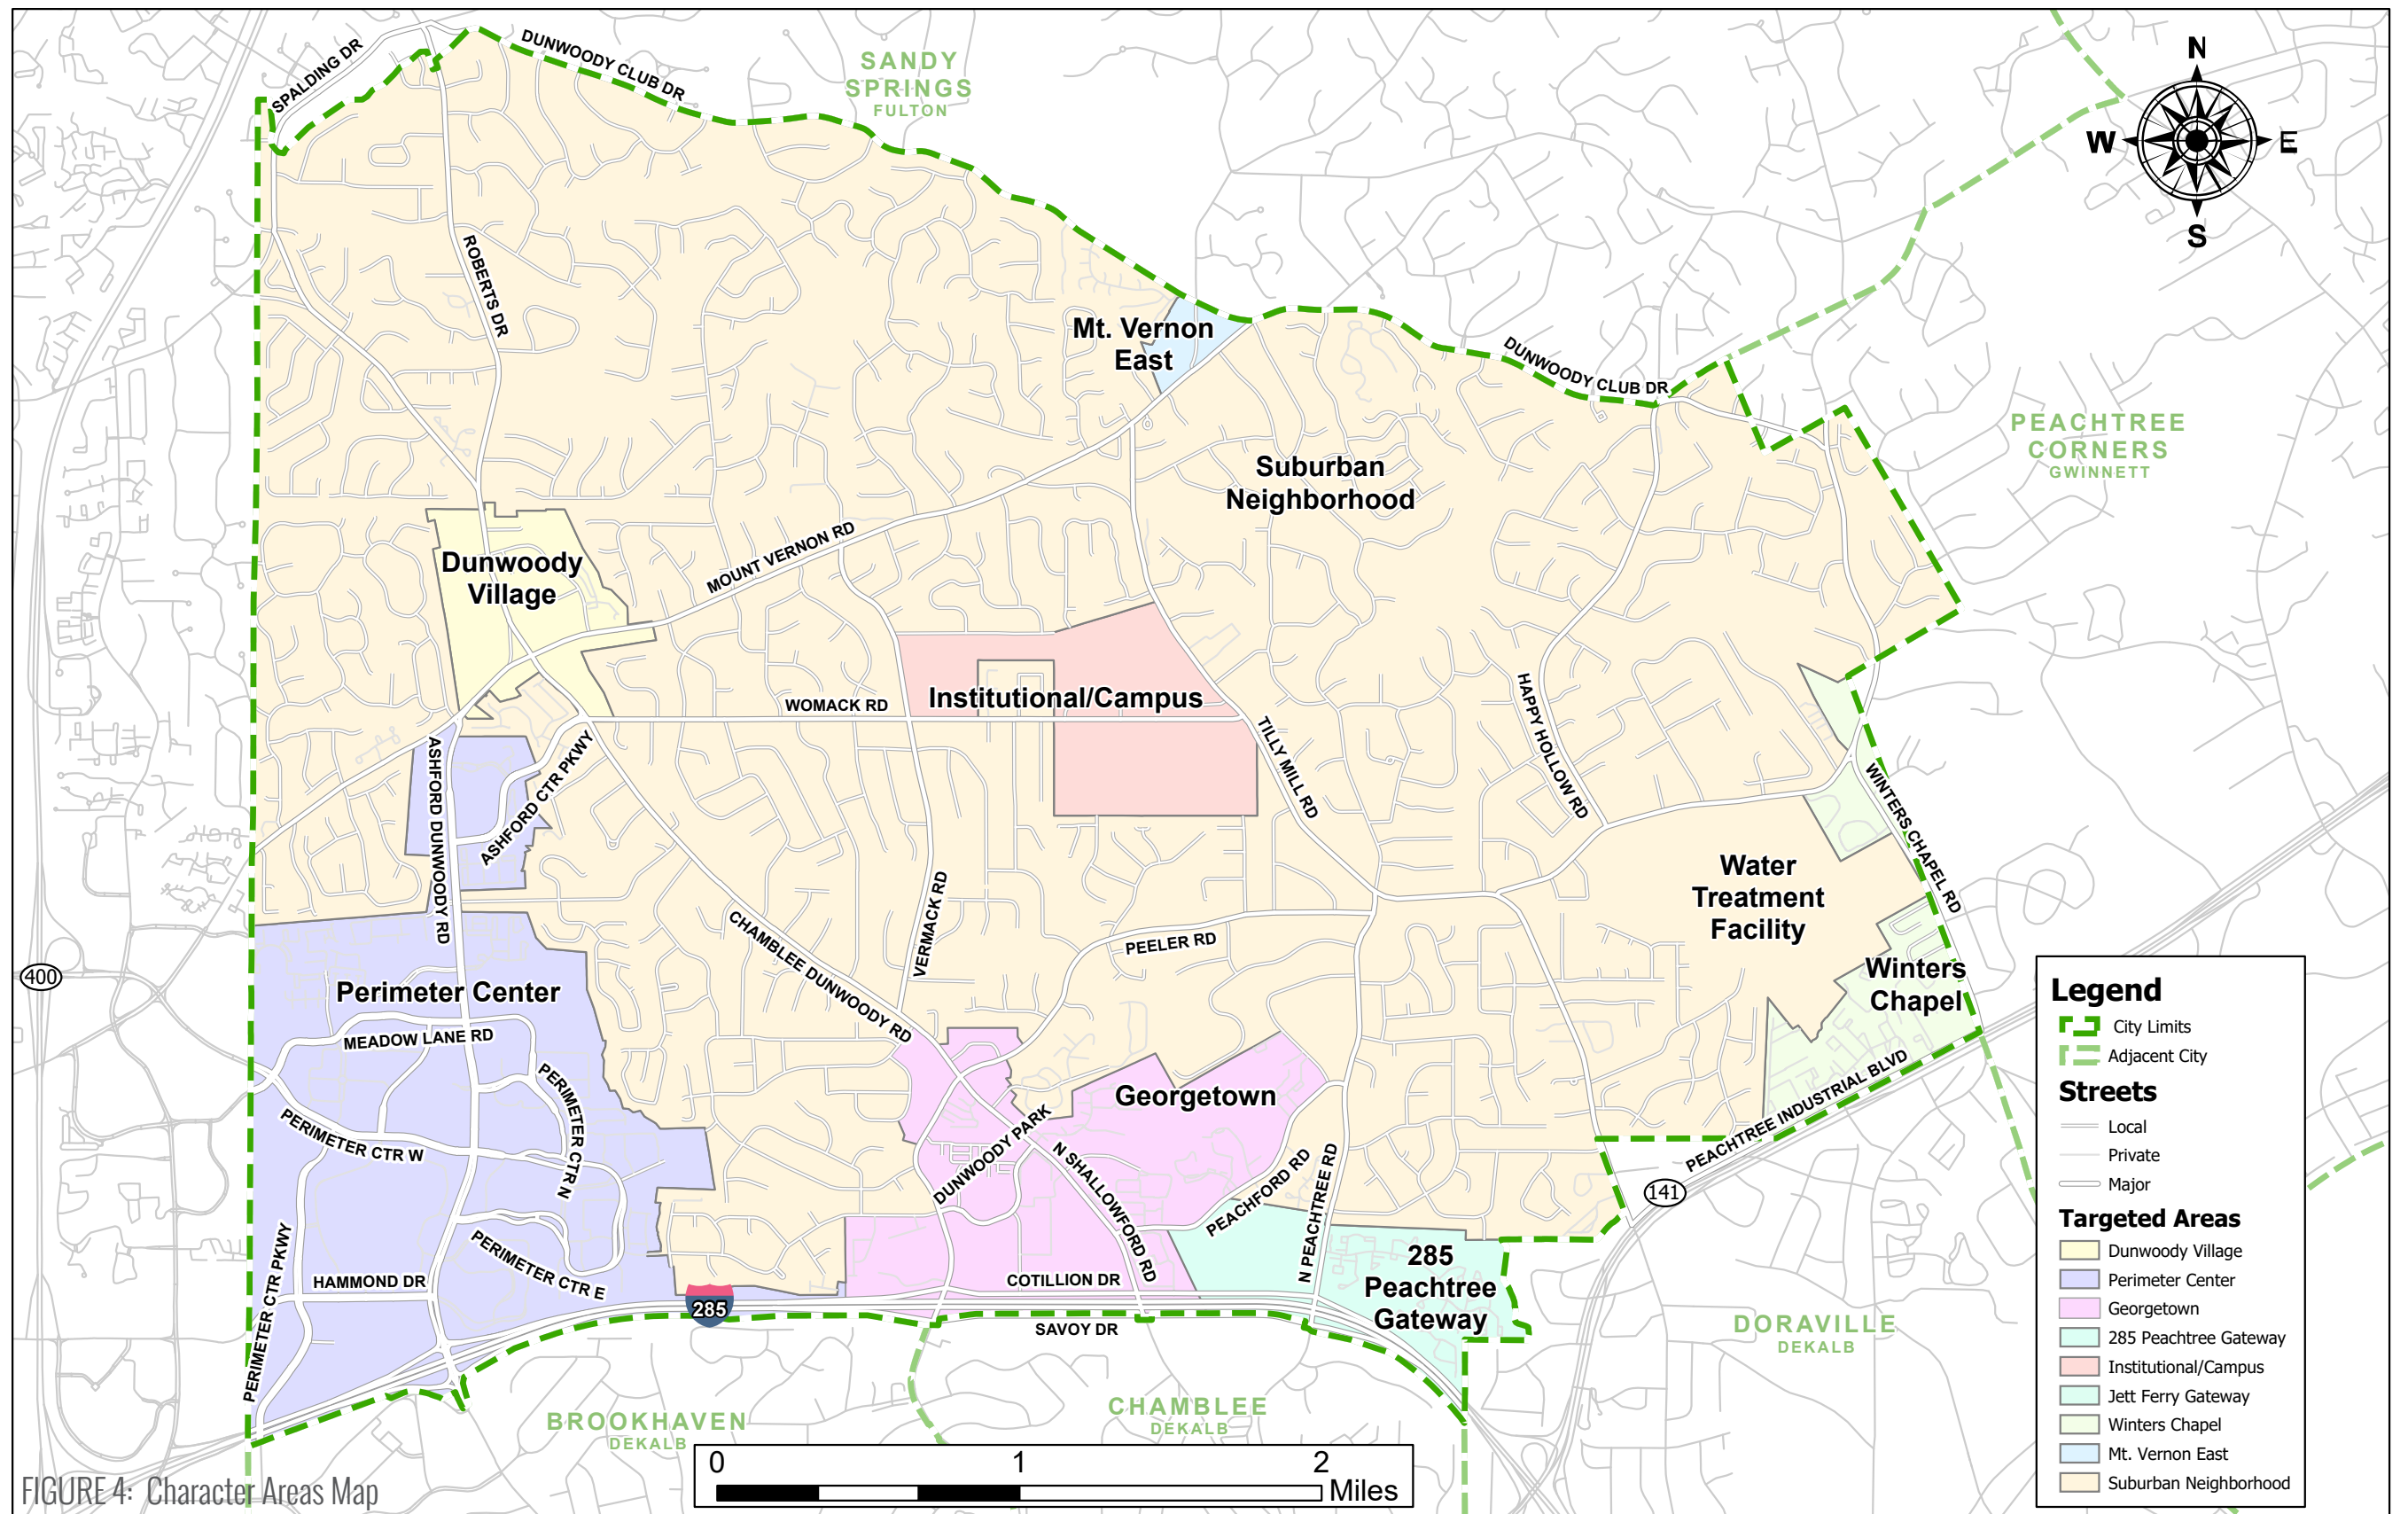 SPALDING DR
DUNWOODY CLUB DR
SANDY
SPRINGS
FULTON
N
W
E
S
ROBERTS DR
Mt. Vernon
East
DUNWOODY CLUB DR
PEACHTREE
CORNERS
GWINNETT
Suburban
Neighborhood
Dunwoody
Village
MOUNT VERNON RD
WOMACK RD
Institutional/Campus
TILLY MILL RD
HAPPY HOLLOW RD
ASHFORD DUNWOODY RD
ASHFORD CTR PKWY
WINTERS CHAPEL RD
Water
Treatment
Facility
CHAMBLEE DUNWOODY RD
VERMACK RD
PEELER RD
Winters
Chapel
400
Perimeter Center
MEADOW LANE RD
PERIMETER CTR N
PERIMETER CTR W
Georgetown
DUNWOODY PARK
N SHALLOWFORD RD
PEACHFORD RD
N PEACHTREE RD
PEACHTREE INDUSTRIAL BLVD
141
PERIMETER CTR PKWY
HAMMOND DR
PERIMETER CTR E
285
COTILLION DR
SAVOY DR
285
Peachtree
Gateway
DORAVILLE
DEKALB
BROOKHAVEN
DEKALB
CHAMBLEE
DEKALB
Legend
City Limits
Adjacent City
Streets
Local
Private
Major
Targeted Areas
Dunwoody Village
Perimeter Center
Georgetown
285 Peachtree Gateway
Institutional/Campus
Jett Ferry Gateway
Winters Chapel
Mt. Vernon East
Suburban Neighborhood
0 1 2
Miles
FIGURE 4: Character Areas Map